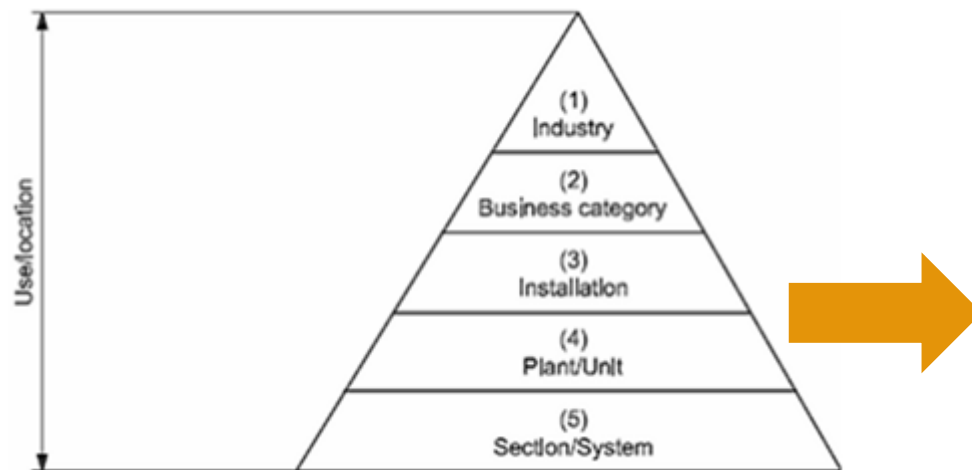 Use/location
(1)
Industry
(2)
Business category
(3)
Installation
(4)
Plant/Unit
(5)
Section/System